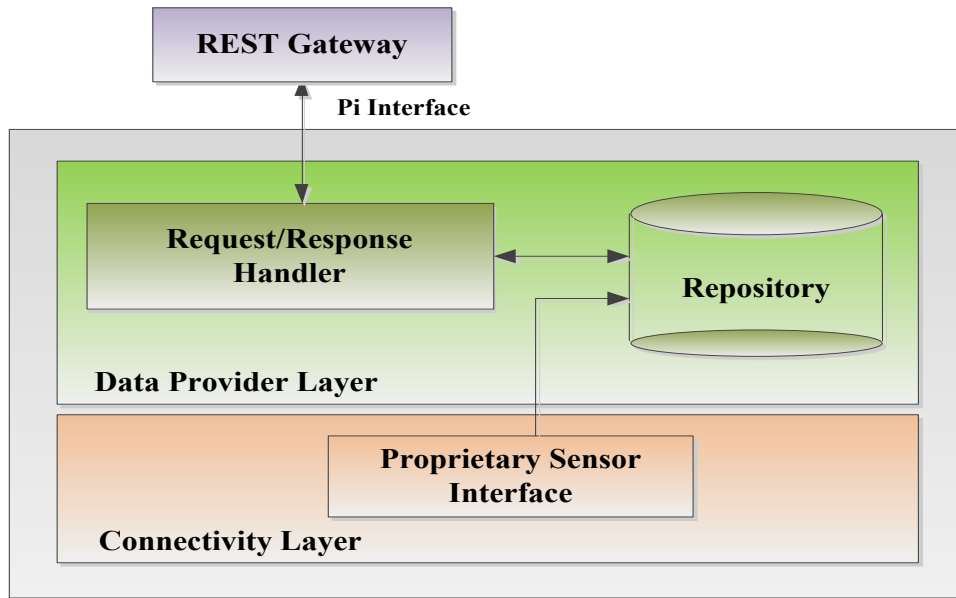 REST Gateway
Pi Interface
Request/Response
Handler
Repository
Data Provider Layer
Proprietary Sensor
Interface
Connectivity Layer